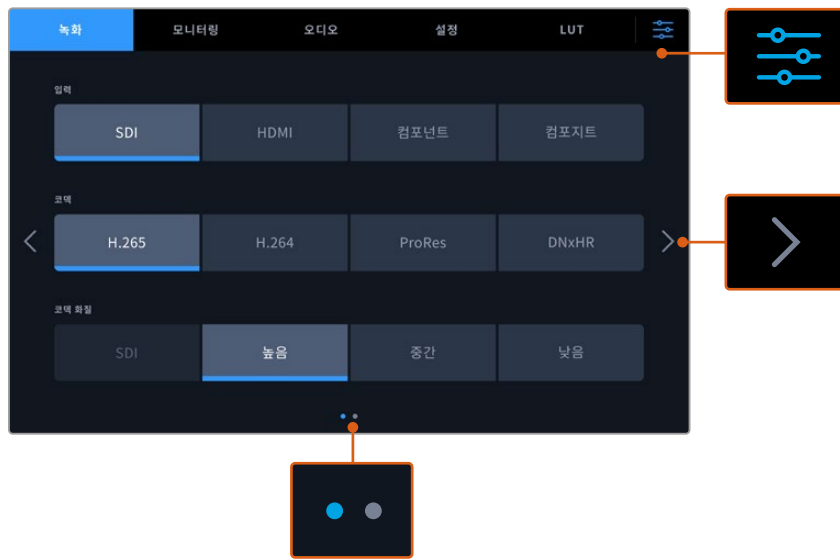 녹화 모니터링 오디오 설정 LUT
입력
SDI HDMI 컴포넌트 컴포지트
코덱
H.265 H.264 ProRes DNxHR
코덱 화질
SDI 높음 중간 낮음